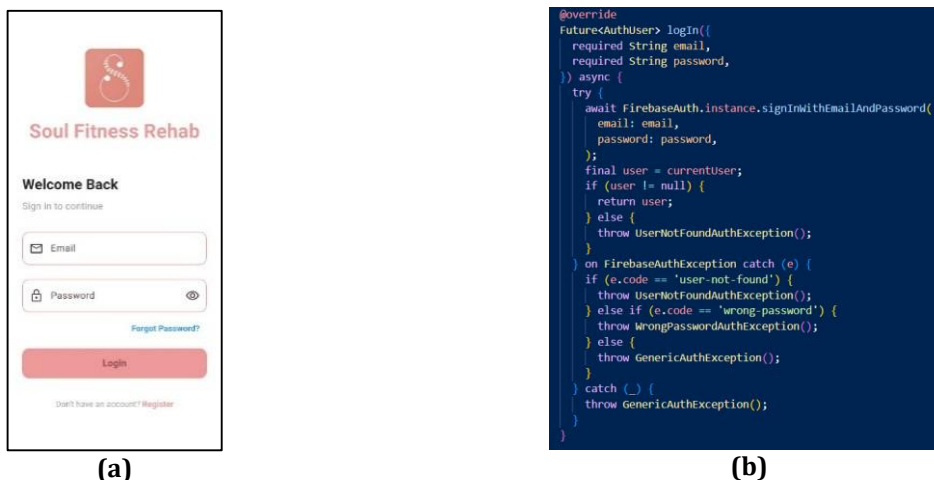 Soul Fitness Rehab
Welcome Back
Sign in to continue
Email
Password
Forgot Password?
Login
Don't have an account? Register
(a)
@override
Future<AuthUser> logIn({
required String email,
required String password,
}) async {
try {
await FirebaseAuth.instance.signInWithEmailAndPassword(
email: email,
password: password,
);
final user = currentUser;
if (user != null) {
return user;
} else {
throw UserNotFoundAuthException();
}
} on FirebaseAuthException catch (e) {
if (e.code == 'user-not-found') {
throw UserNotFoundAuthException();
} else if (e.code == 'wrong-password') {
throw WrongPasswordAuthException();
} else {
throw GenericAuthException();
}
} catch (_) {
throw GenericAuthException();
}
}
(b)